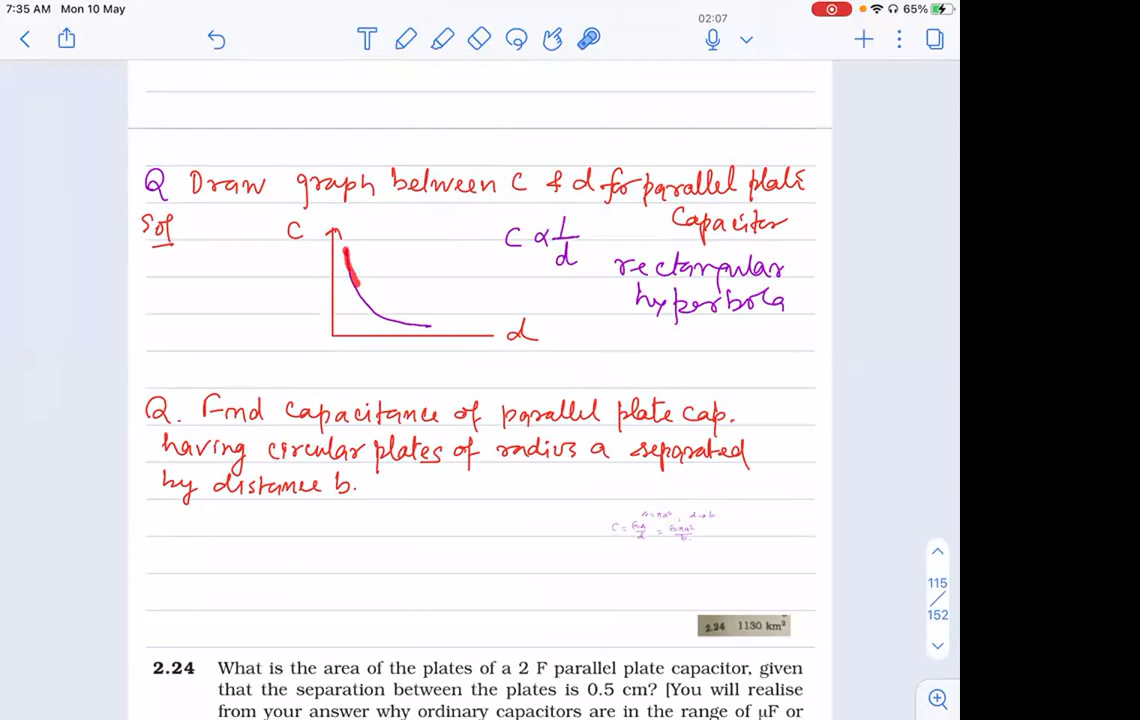 7:35 AM Mon 10 May
65%
02:07
T
Q Draw graph between C & d for parallel plate
Sol
Capacitor
C
C ∝ 1/d
rectangular
hyperbola
d
Q. Find capacitance of parallel plate cap.
having circular plates of radius a separated
by distance b.
A = πa², d → b
C = ε₀A/d = ε₀πa²/b
115
152
2.24 1130 km²
2.24 What is the area of the plates of a 2 F parallel plate capacitor, given
that the separation between the plates is 0.5 cm? [You will realise
from your answer why ordinary capacitors are in the range of µF or